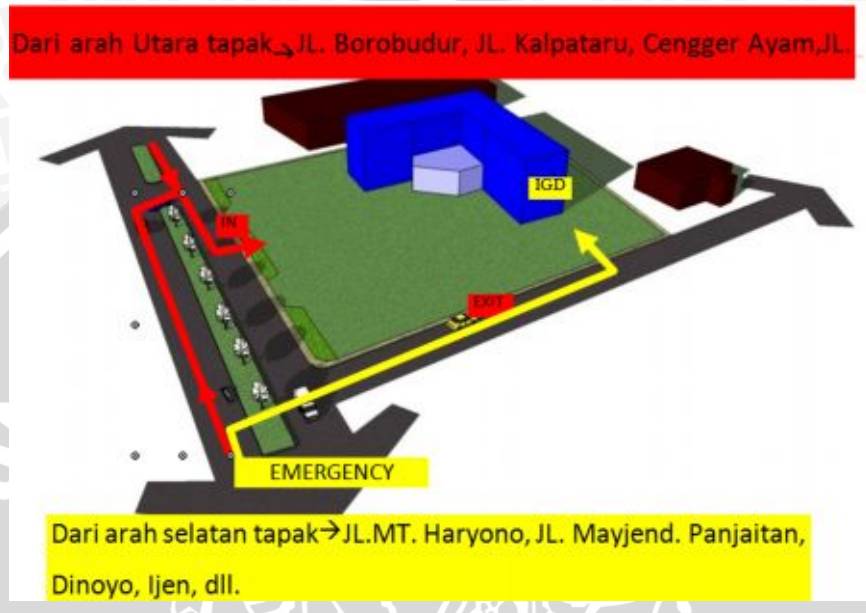 Dari arah Utara tapak→JL. Borobudur, JL. Kalpataru, Cengger Ayam,JL.
IGD
IN
EXIT
EMERGENCY
Dari arah selatan tapak→JL.MT. Haryono, JL. Mayjend. Panjaitan,
Dinoyo, Ijen, dll.